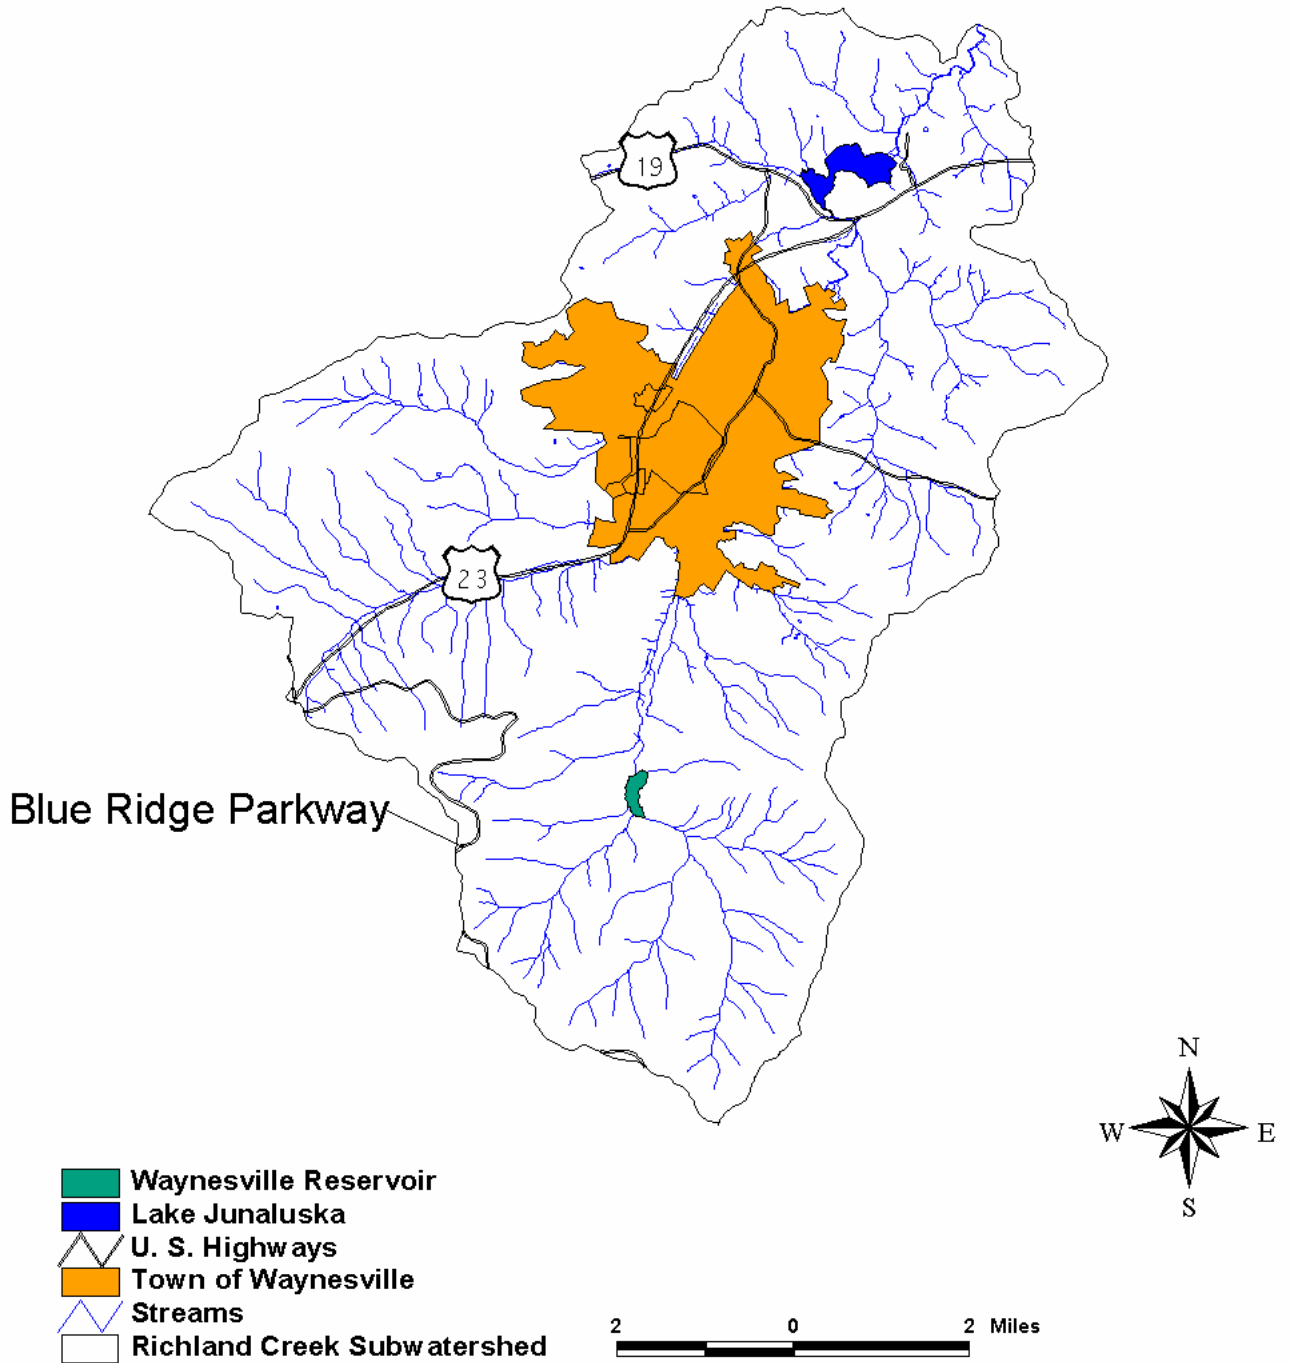 19
23
Blue Ridge Parkway
N
W
E
S
Waynesville Reservoir
Lake Junaluska
U. S. Highways
Town of Waynesville
Streams
Richland Creek Subwatershed
2 0 2 Miles